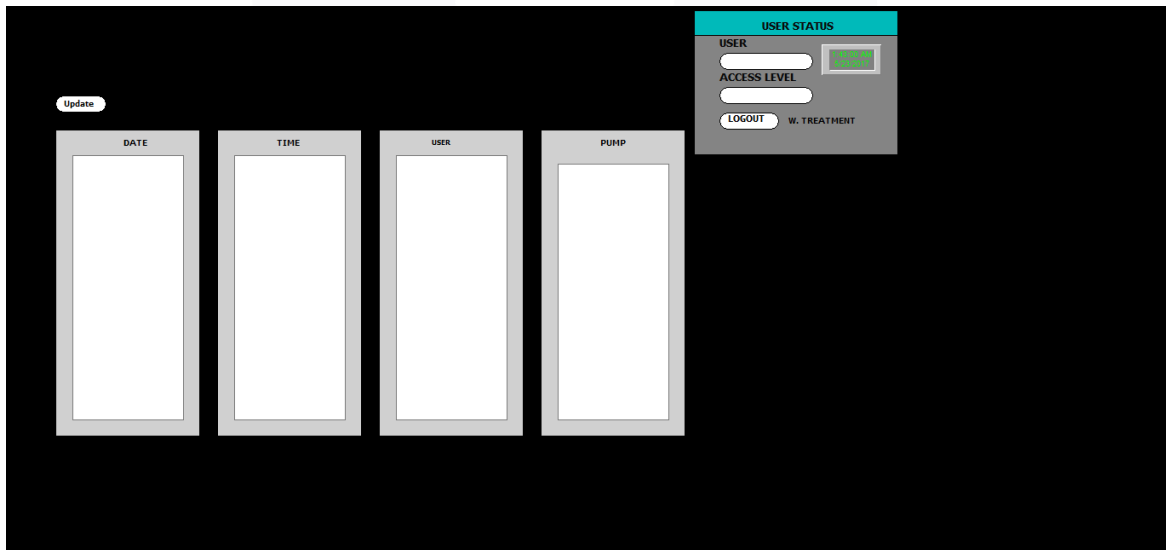 USER STATUS
USER
ACCESS LEVEL
LOGOUT
W. TREATMENT
Update
DATE
TIME
USER
PUMP